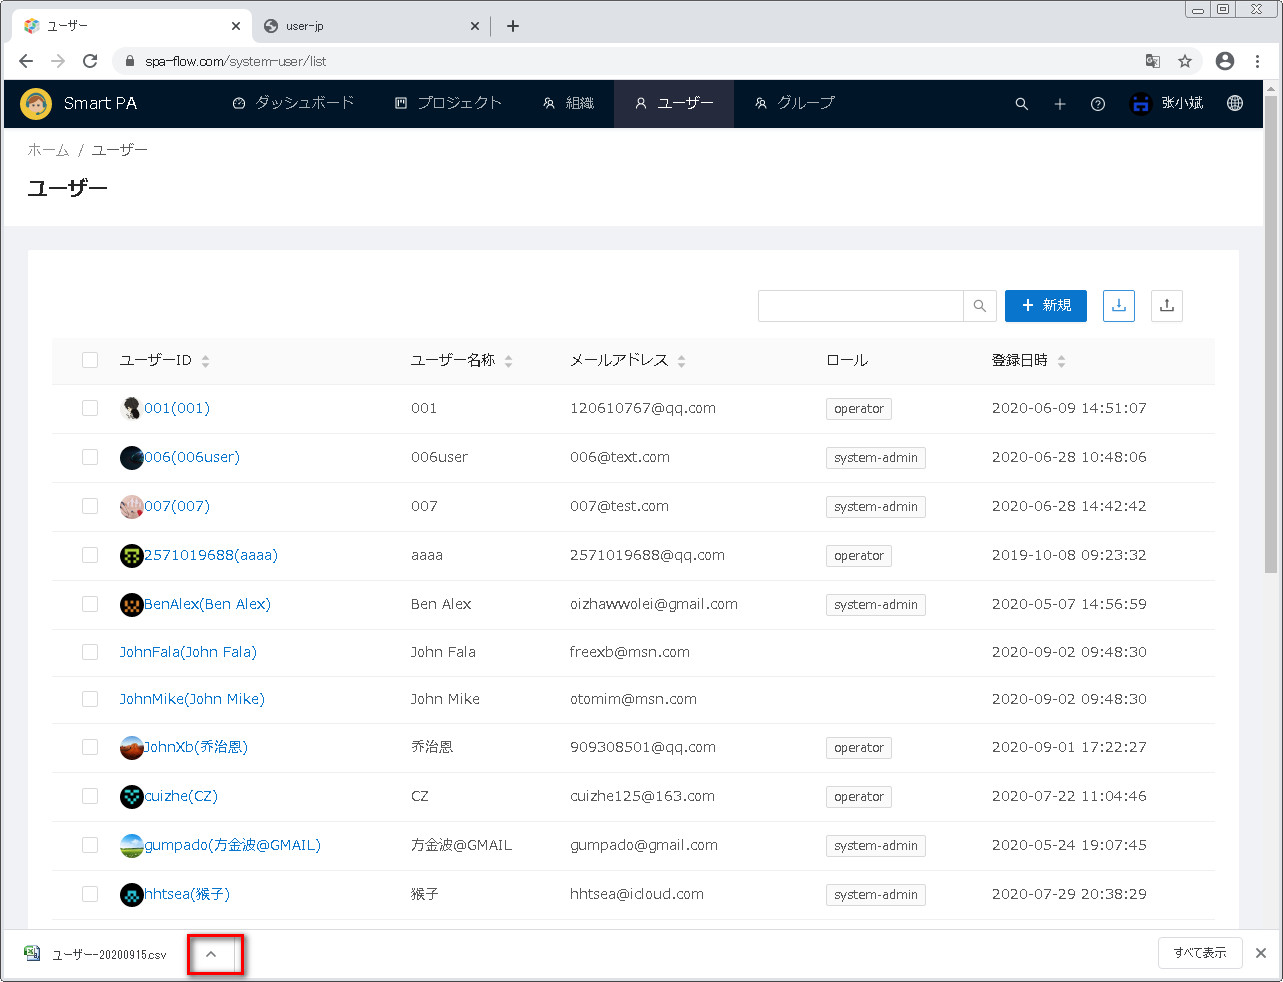 ユーザー
user-jp
spa-flow.com/system-user/list
Smart PA ダッシュボード プロジェクト 組織 ユーザー グループ 张小斌
ホーム / ユーザー
ユーザー
+ 新規
ユーザーID ユーザー名称 メールアドレス ロール 登録日時
001(001) 001 120610767@qq.com operator 2020-06-09 14:51:07
006(006user) 006user 006@text.com system-admin 2020-06-28 10:48:06
007(007) 007 007@test.com system-admin 2020-06-28 14:42:42
2571019688(aaaa) aaaa 2571019688@qq.com operator 2019-10-08 09:23:32
BenAlex(Ben Alex) Ben Alex oizhawwolei@gmail.com system-admin 2020-05-07 14:56:59
JohnFala(John Fala) John Fala freexb@msn.com 2020-09-02 09:48:30
JohnMike(John Mike) John Mike otomim@msn.com 2020-09-02 09:48:30
JohnXb(乔治恩) 乔治恩 909308501@qq.com operator 2020-09-01 17:22:27
cuizhe(CZ) CZ cuizhe125@163.com operator 2020-07-22 11:04:46
gumpado(方金波@GMAIL) 方金波@GMAIL gumpado@gmail.com system-admin 2020-05-24 19:07:45
hhtsea(猴子) 猴子 hhtsea@icloud.com system-admin 2020-07-29 20:38:29
ユーザー-20200915.csv すべて表示